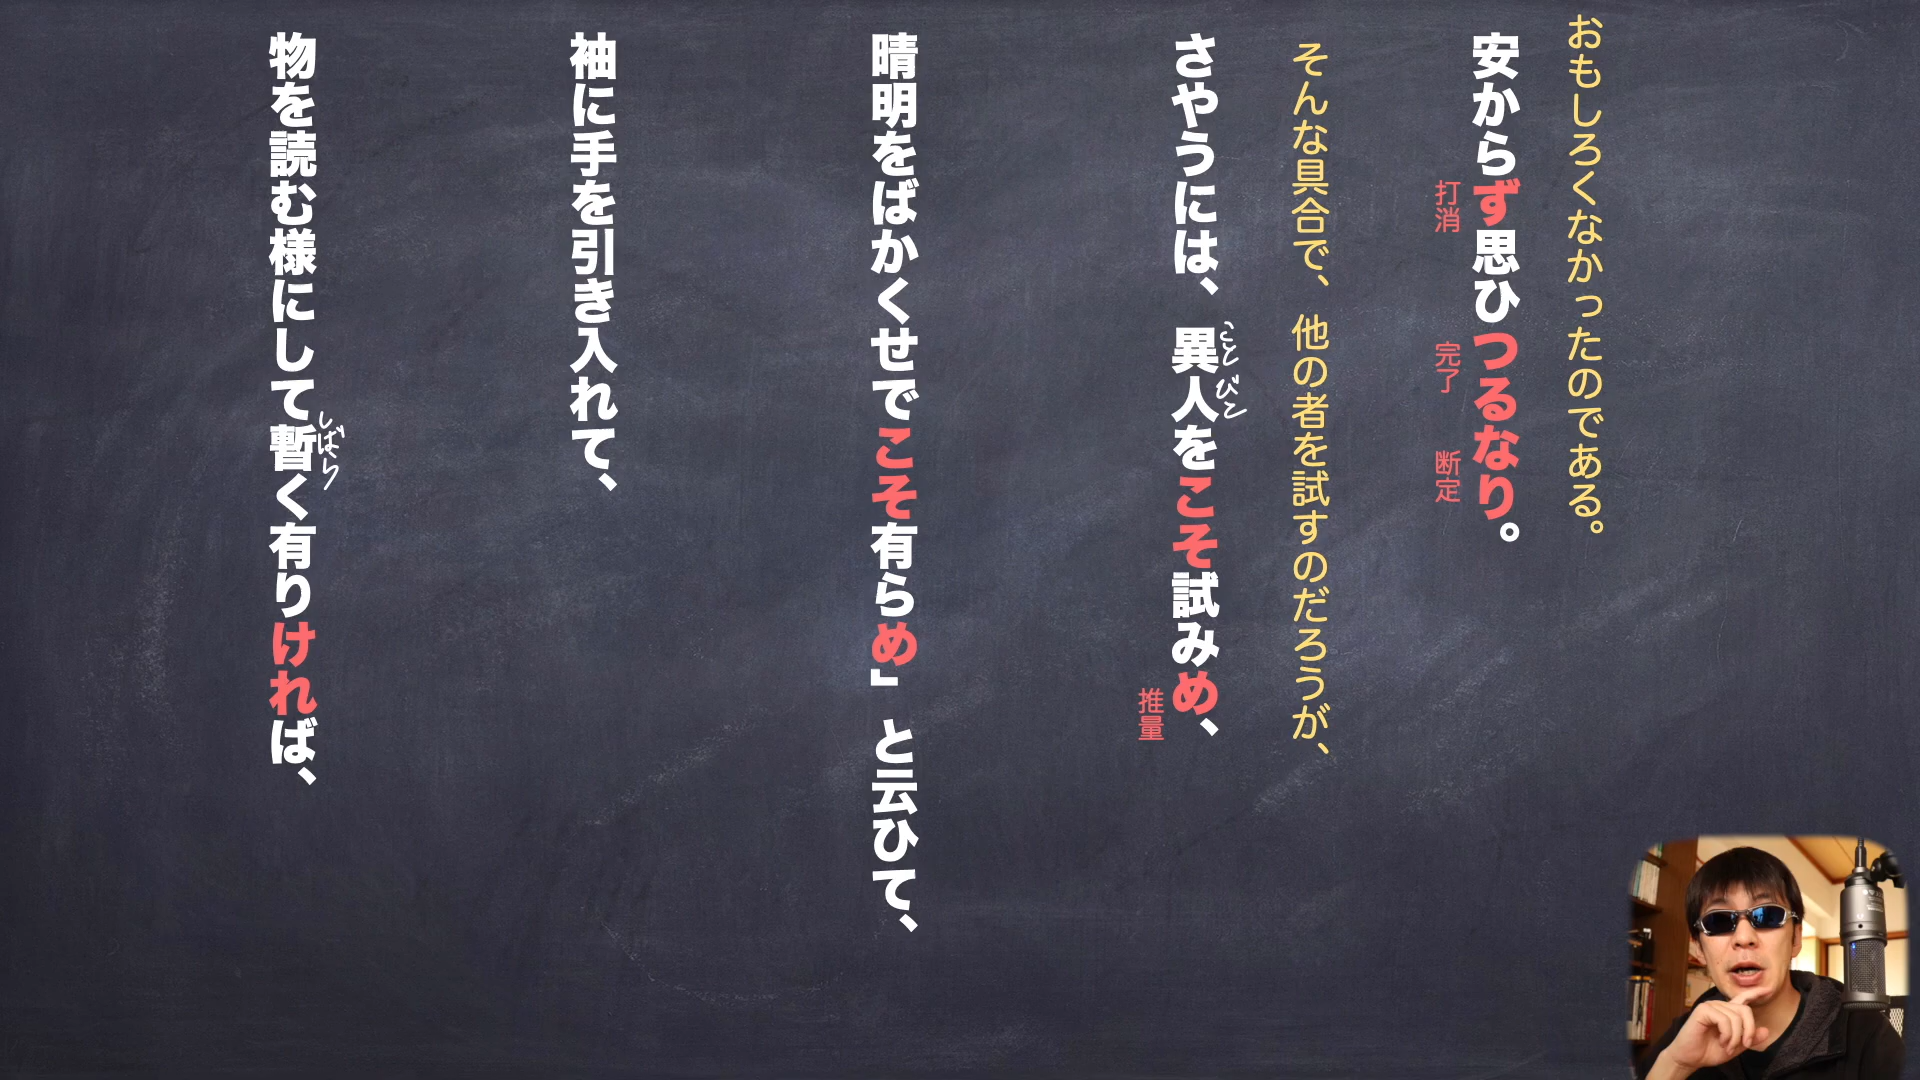 おもしろくなかったのである。
安からず思ひつるなり。
打消
完了
断定
そんな具合で、他の者を試すのだろうが、
ことびと
さやうには、異人をこそ試みめ、
推量
晴明をばかくせでこそ有らめ」と云ひて、
袖に手を引き入れて、
しばら
物を読む様にして暫く有りければ、